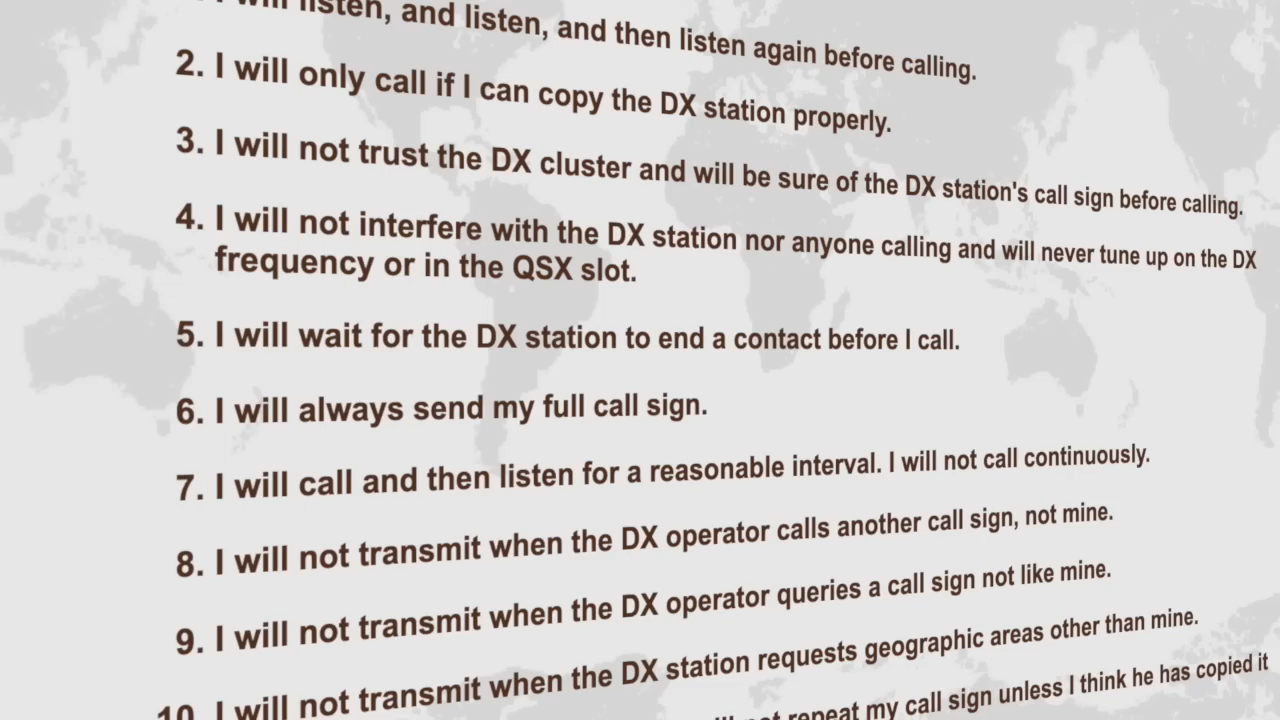 I will listen, and listen, and then listen again before calling.
2. I will only call if I can copy the DX station properly.
3. I will not trust the DX cluster and will be sure of the DX station's call sign before calling.
4. I will not interfere with the DX station nor anyone calling and will never tune up on the DX
frequency or in the QSX slot.
5. I will wait for the DX station to end a contact before I call.
6. I will always send my full call sign.
7. I will call and then listen for a reasonable interval. I will not call continuously.
8. I will not transmit when the DX operator calls another call sign, not mine.
9. I will not transmit when the DX operator queries a call sign not like mine.
10. I will not transmit when the DX station requests geographic areas other than mine.
not repeat my call sign unless I think he has copied it